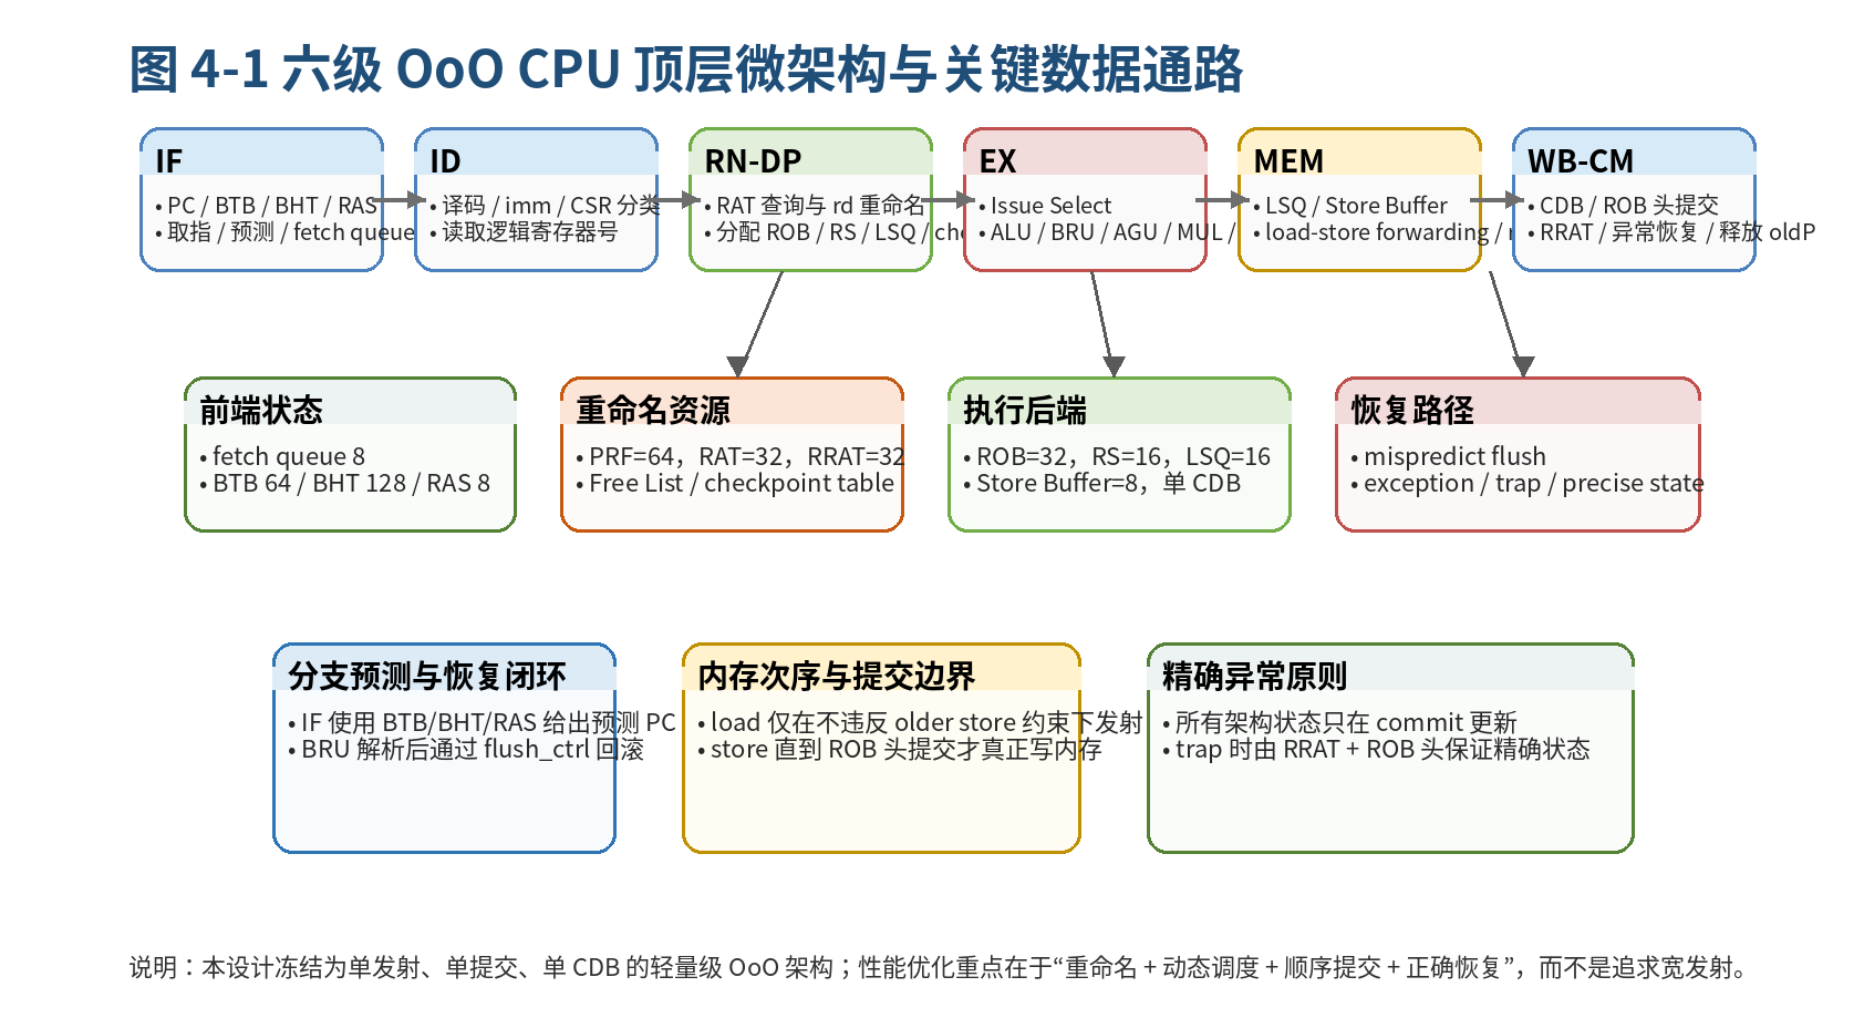 图 4-1 六级 OoO CPU 顶层微架构与关键数据通路
IF
• PC / BTB / BHT / RAS
• 取指 / 预测 / fetch queue
ID
• 译码 / imm / CSR 分类
• 读取逻辑寄存器号
RN-DP
• RAT 查询与 rd 重命名
• 分配 ROB / RS / LSQ /
EX
• Issue Select
• ALU / BRU / AGU / MUL /
MEM
• LSQ / Store Buffer
• load-store forwarding /
WB-CM
• CDB / ROB 头提交
• RRAT / 异常恢复 / 释放 oldP
前端状态
• fetch queue 8
• BTB 64 / BHT 128 / RAS 8
重命名资源
• PRF=64，RAT=32，RRAT=32
• Free List / checkpoint table
执行后端
• ROB=32，RS=16，LSQ=16
• Store Buffer=8，单 CDB
恢复路径
• mispredict flush
• exception / trap / precise state
分支预测与恢复闭环
• IF 使用 BTB/BHT/RAS 给出预测 PC
• BRU 解析后通过 flush_ctrl 回滚
内存次序与提交边界
• load 仅在不违反 older store 约束下发射
• store 直到 ROB 头提交才真正写内存
精确异常原则
• 所有架构状态只在 commit 更新
• trap 时由 RRAT + ROB 头保证精确状态
说明：本设计冻结为单发射、单提交、单 CDB 的轻量级 OoO 架构；性能优化重点在于“重命名 + 动态调度 + 顺序提交 + 正确恢复”，而不是追求宽发射。